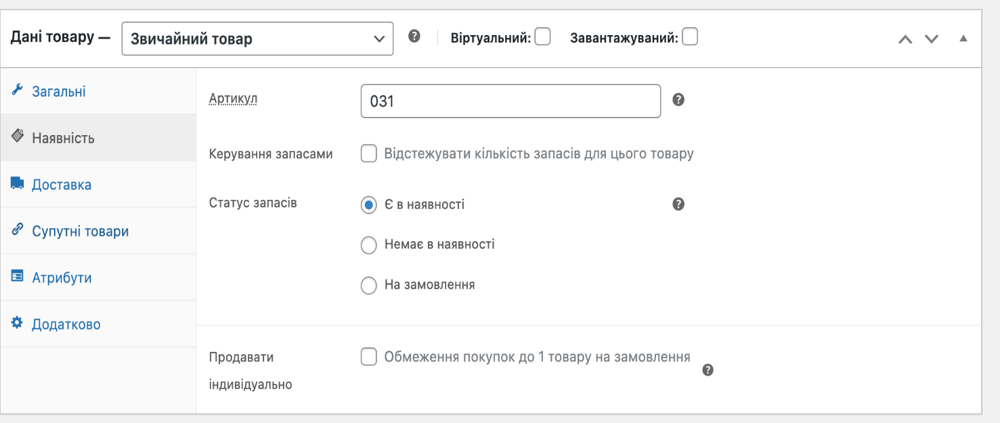 Дані товару — Звичайний товар Віртуальний: Завантажуваний:
Загальні
Наявність
Доставка
Супутні товари
Атрибути
Додатково
Артикул 031
Керування запасами Відстежувати кількість запасів для цього товару
Статус запасів Є в наявності
Немає в наявності
На замовлення
Продавати індивідуально Обмеження покупок до 1 товару на замовлення